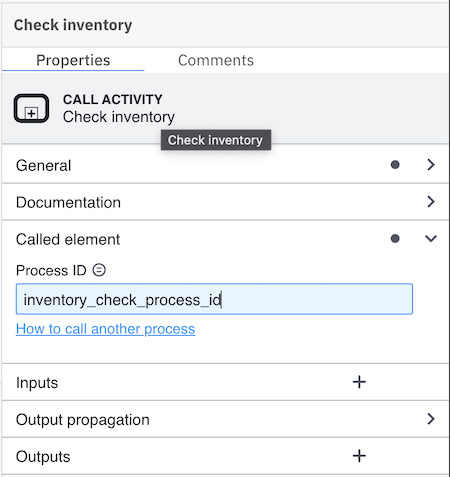 Check inventory
Properties
Comments
CALL ACTIVITY
Check inventory
Check inventory
General
Documentation
Called element
Process ID
inventory_check_process_id
How to call another process
Inputs
Output propagation
Outputs